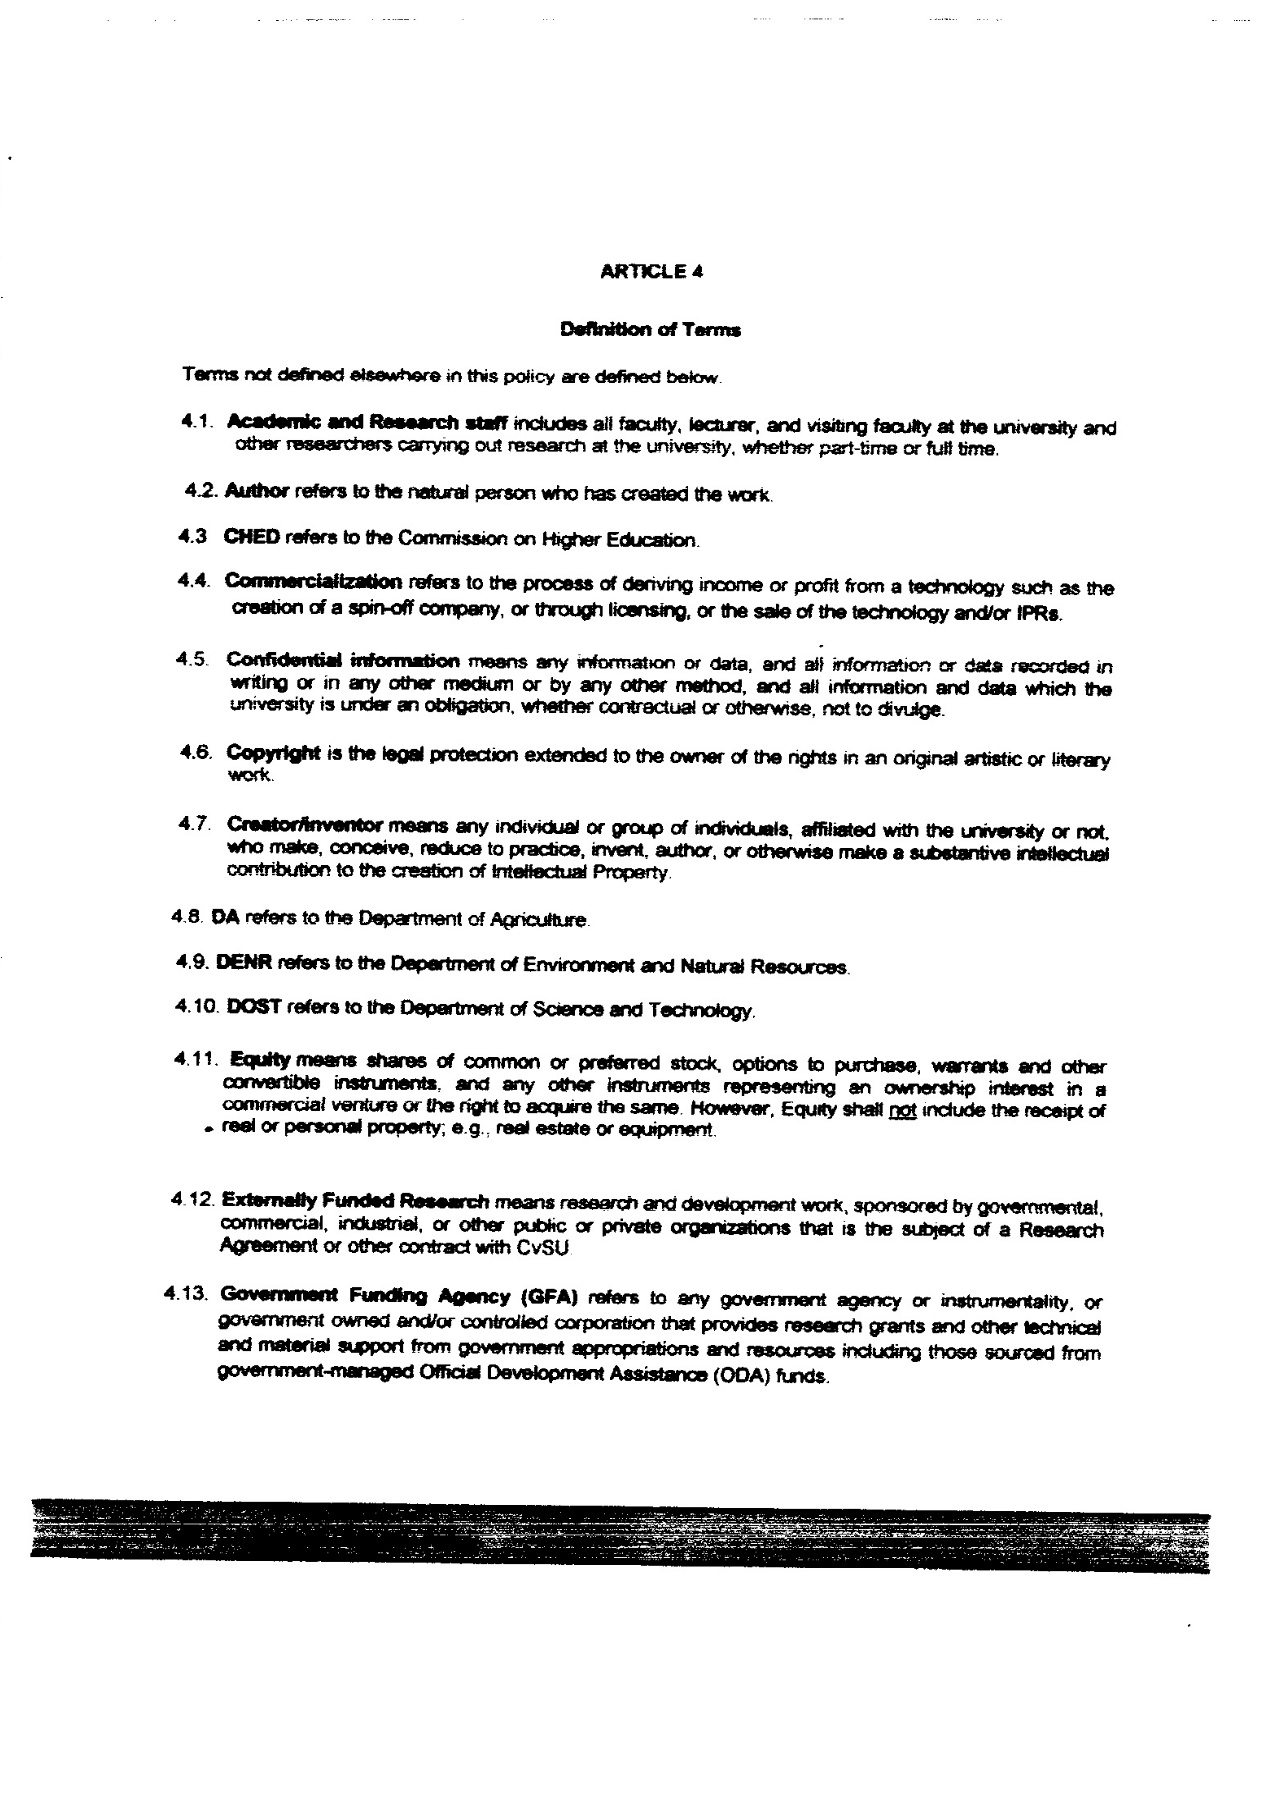 ARTICLE 4
Definition of Terms
Terms not defined elsewhere in this policy are defined below.
4.1. Academic and Research staff includes all faculty, lecturer, and visiting faculty at the university and
other researchers carrying out research at the university, whether part-time or full time.
4.2. Author refers to the natural person who has created the work.
4.3 CHED refers to the Commission on Higher Education.
4.4. Commercialization refers to the process of deriving income or profit from a technology such as the
creation of a spin-off company, or through licensing, or the sale of the technology and/or IPRs.
4.5. Confidential information means any information or data, and all information or data recorded in
writing or in any other medium or by any other method, and all information and data which the
university is under an obligation, whether contractual or otherwise, not to divulge.
4.6. Copyright is the legal protection extended to the owner of the rights in an original artistic or literary
work.
4.7. Creator/inventor means any individual or group of individuals, affiliated with the university or not,
who make, conceive, reduce to practice, invent, author, or otherwise make a substantive intellectual
contribution to the creation of Intellectual Property.
4.8. DA refers to the Department of Agriculture.
4.9. DENR refers to the Department of Environment and Natural Resources.
4.10. DOST refers to the Department of Science and Technology.
4.11. Equity means shares of common or preferred stock, options to purchase, warrants and other
convertible instruments, and any other instruments representing an ownership interest in a
commercial venture or the right to acquire the same. However, Equity shall not include the receipt of
real or personal property; e.g., real estate or equipment.
4.12. Externally Funded Research means research and development work, sponsored by governmental,
commercial, industrial, or other public or private organizations that is the subject of a Research
Agreement or other contract with CvSU
4.13. Government Funding Agency (GFA) refers to any government agency or instrumentality, or
government owned and/or controlled corporation that provides research grants and other technical
and material support from government appropriations and resources including those sourced from
government-managed Official Development Assistance (ODA) funds.